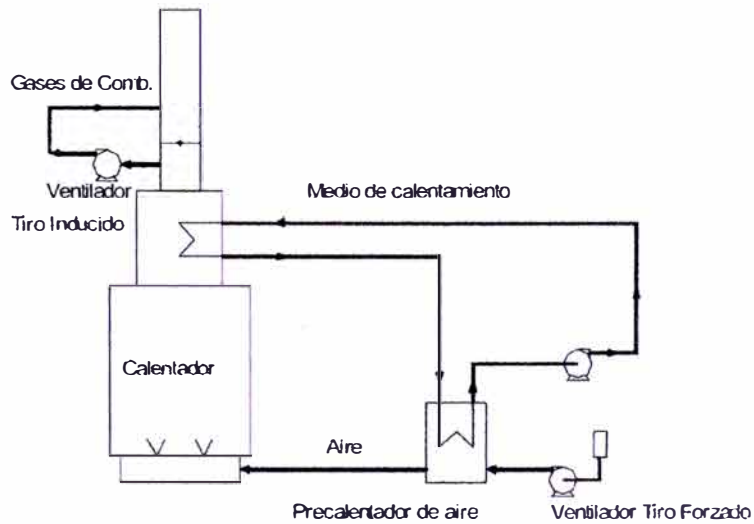 Gases de Comb.
Ventilador
Tiro Inducido
Medio de calentamiento
Calentador
Aire
Precalentador de aire
Ventilador Tiro Forzado